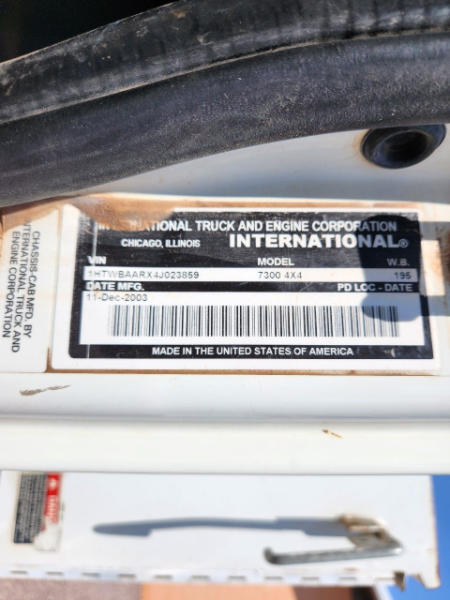 INTERNATIONAL TRUCK AND ENGINE CORPORATION
CHICAGO, ILLINOIS INTERNATIONAL®
VIN MODEL W.B.
1HTWBAARX4J023859 7300 4X4 195
DATE MFG. PD LOC - DATE
11-Dec-2003
MADE IN THE UNITED STATES OF AMERICA
CHASSIS-CAB MFD. BY
INTERNATIONAL TRUCK AND
ENGINE CORPORATION